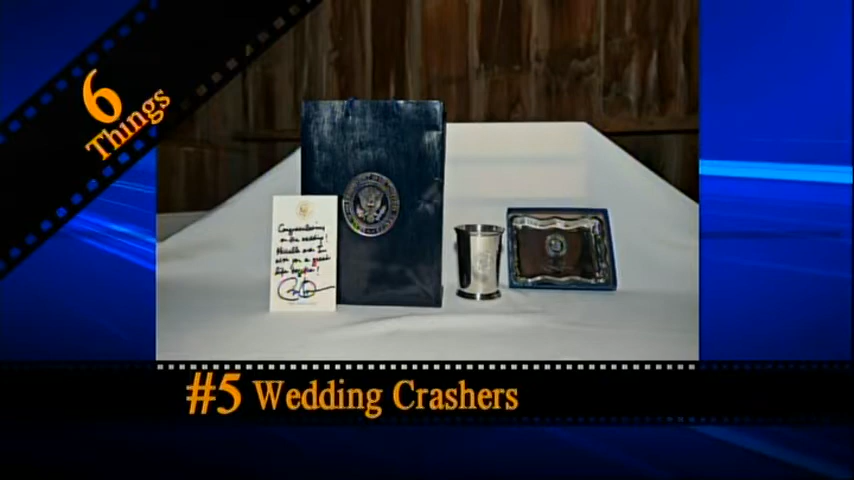 6
Things
Congratulations
on the wedding!
Michelle and I
wish you a great
life together!
#5 Wedding Crashers